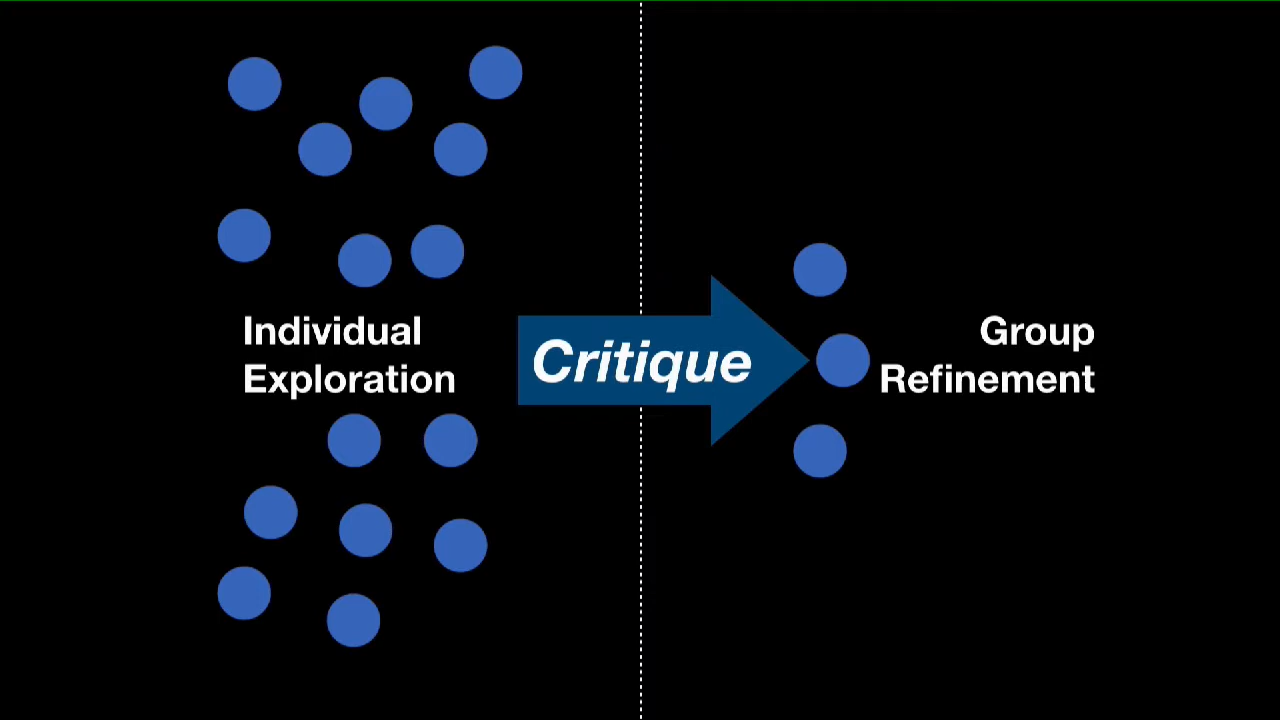 Individual
Exploration
Critique
Group
Refinement